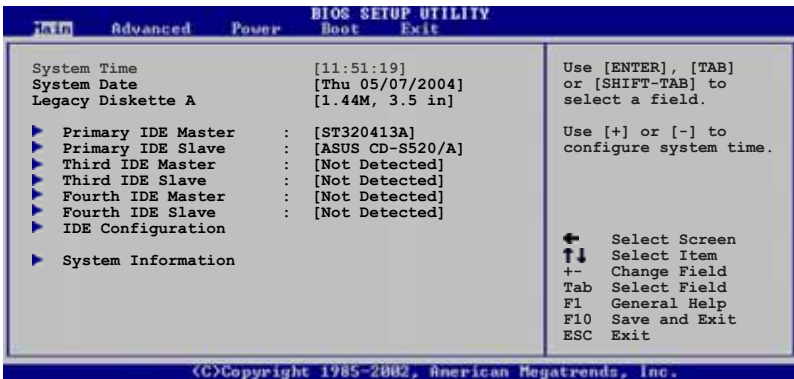 BIOS SETUP UTILITY
Main Advanced Power Boot Exit
System Time [11:51:19]
System Date [Thu 05/07/2004]
Legacy Diskette A [1.44M, 3.5 in]
Primary IDE Master : [ST320413A]
Primary IDE Slave : [ASUS CD-S520/A]
Third IDE Master : [Not Detected]
Third IDE Slave : [Not Detected]
Fourth IDE Master : [Not Detected]
Fourth IDE Slave : [Not Detected]
IDE Configuration
System Information
Use [ENTER], [TAB]
or [SHIFT-TAB] to
select a field.
Use [+] or [-] to
configure system time.
Select Screen
Select Item
+- Change Field
Tab Select Field
F1 General Help
F10 Save and Exit
ESC Exit
(C)Copyright 1985-2002, American Megatrends, Inc.